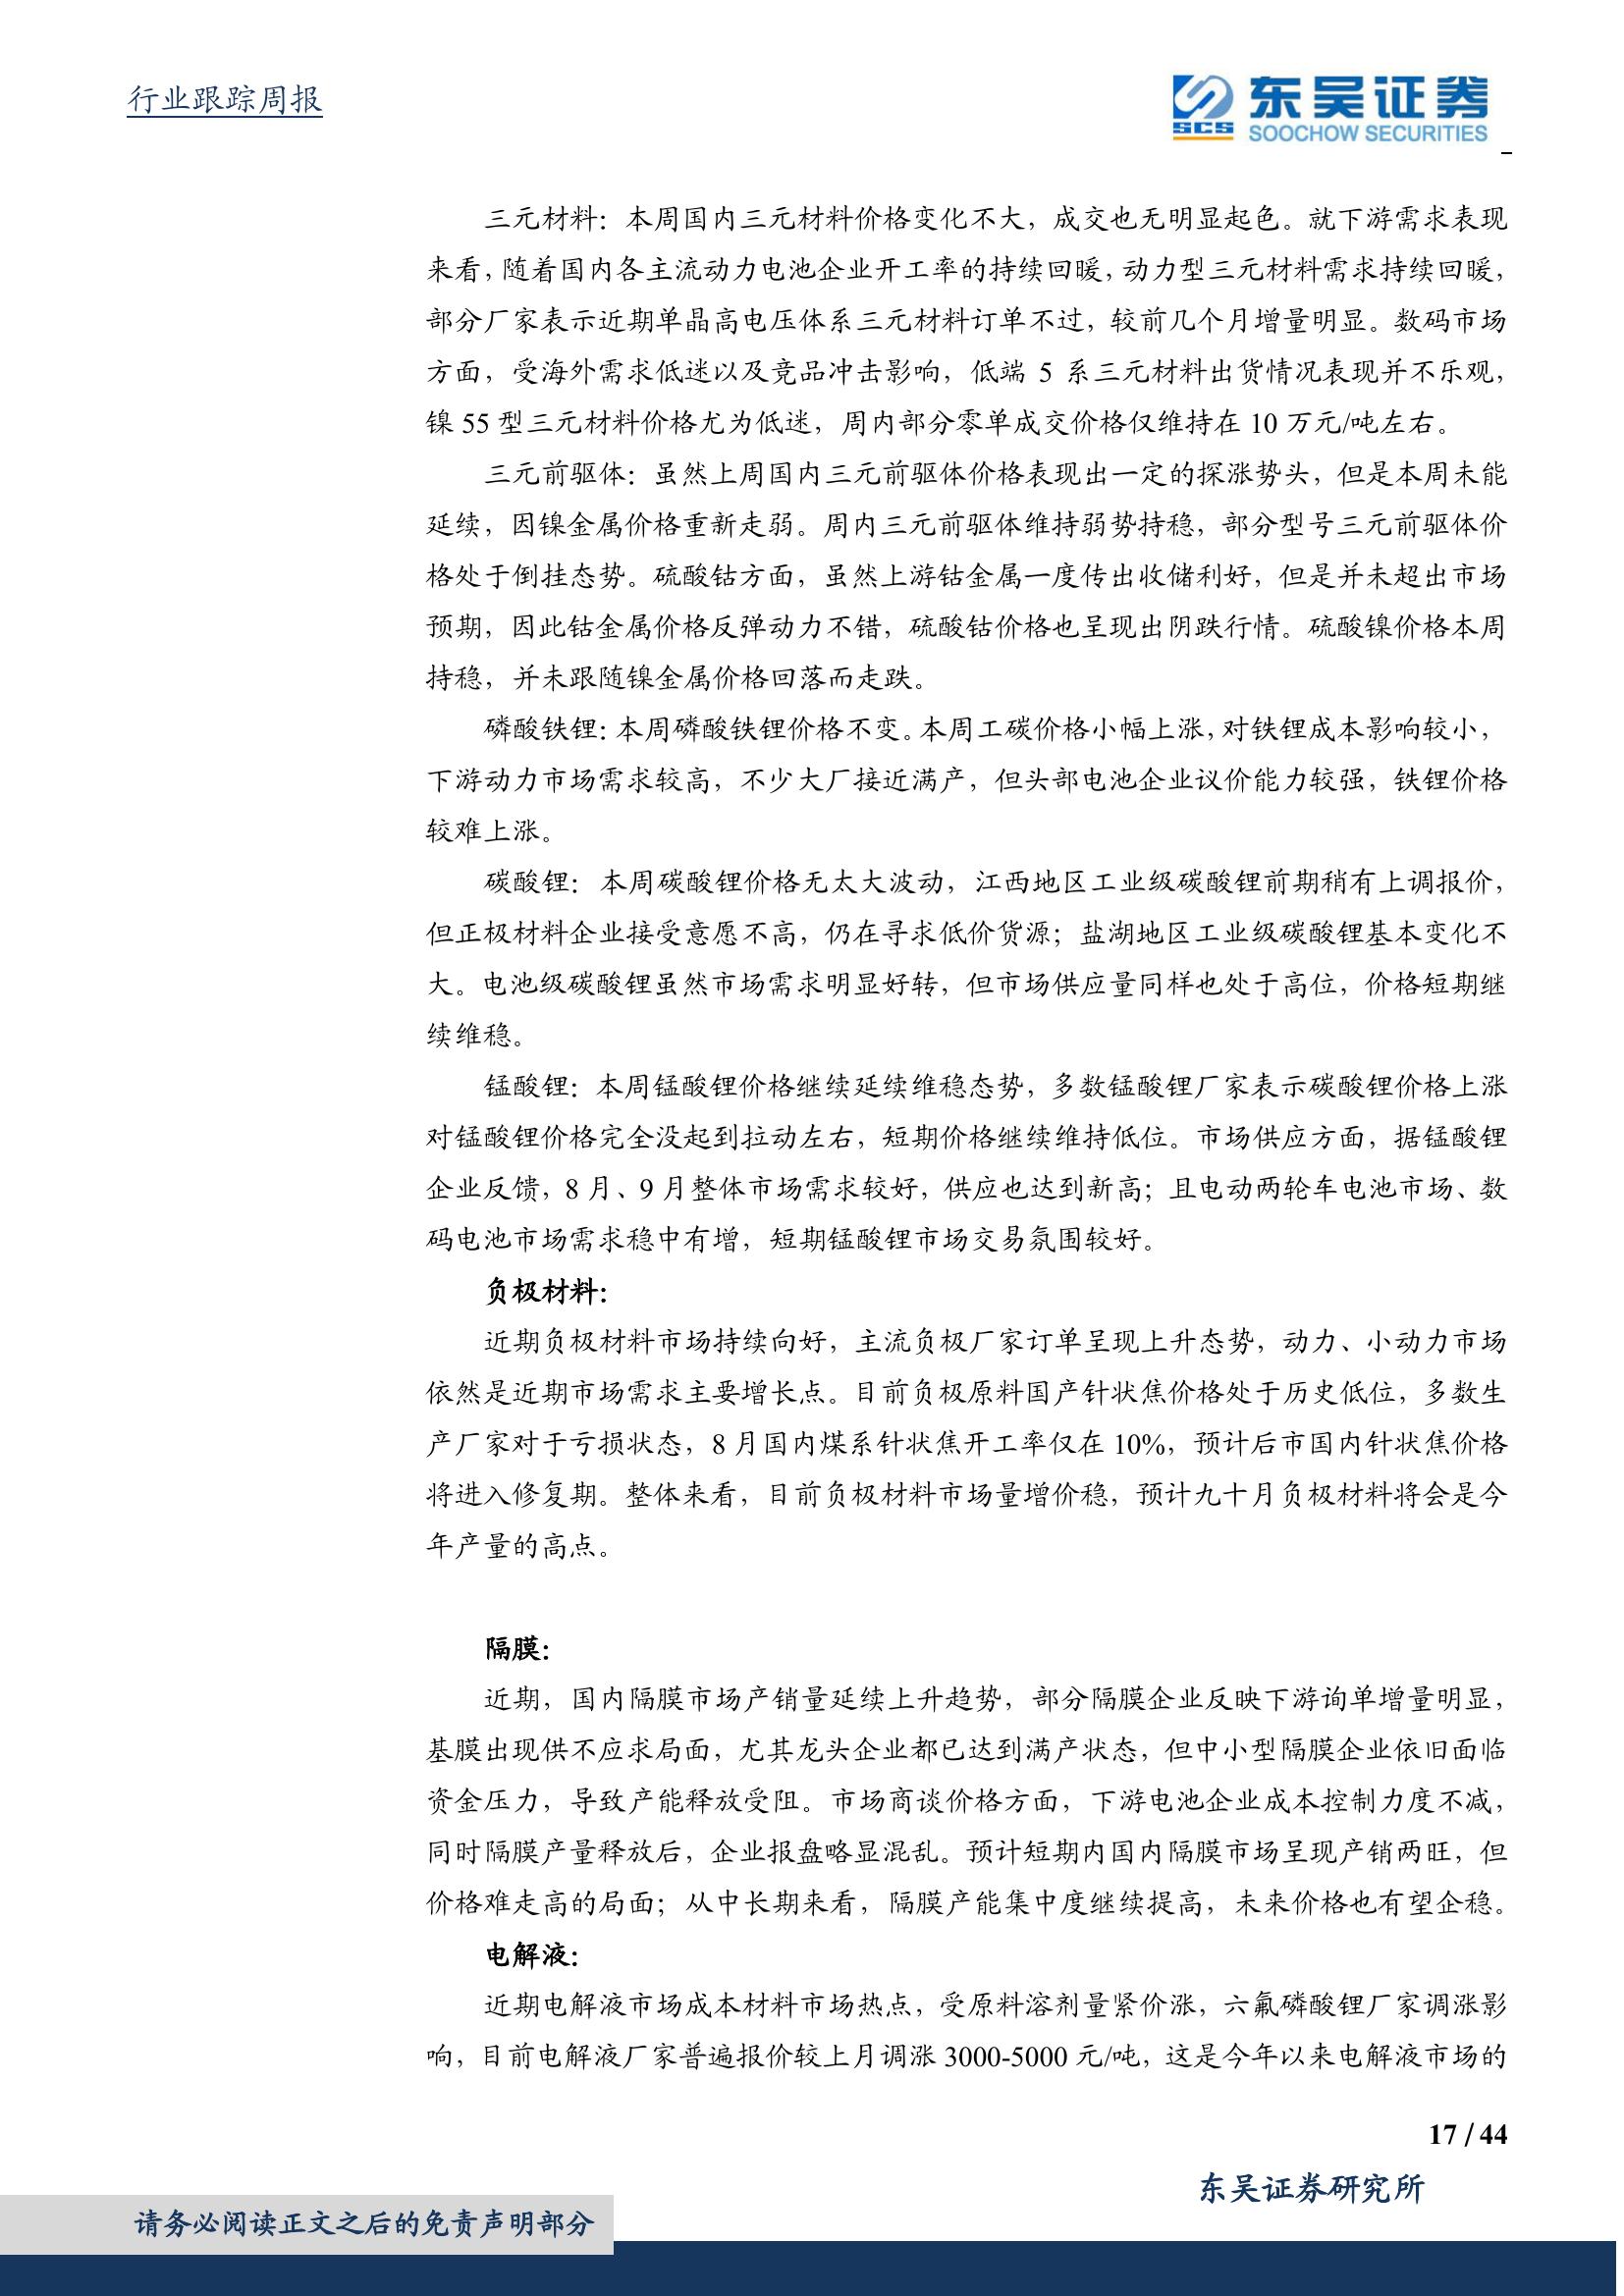 行业跟踪周报
SCS 东吴证券
SOOCHOW SECURITIES
三元材料：本周国内三元材料价格变化不大，成交也无明显起色。就下游需求表现
来看，随着国内各主流动力电池企业开工率的持续回暖，动力型三元材料需求持续回暖，
部分厂家表示近期单晶高电压体系三元材料订单不过，较前几个月增量明显。数码市场
方面，受海外需求低迷以及竞品冲击影响，低端 5 系三元材料出货情况表现并不乐观，
镍 55 型三元材料价格尤为低迷，周内部分零单成交价格仅维持在 10 万元/吨左右。
三元前驱体：虽然上周国内三元前驱体价格表现出一定的探涨势头，但是本周未能
延续，因镍金属价格重新走弱。周内三元前驱体维持弱势持稳，部分型号三元前驱体价
格处于倒挂态势。硫酸钴方面，虽然上游钴金属一度传出收储利好，但是并未超出市场
预期，因此钴金属价格反弹动力不错，硫酸钴价格也呈现出阴跌行情。硫酸镍价格本周
持稳，并未跟随镍金属价格回落而走跌。
磷酸铁锂：本周磷酸铁锂价格不变。本周工碳价格小幅上涨，对铁锂成本影响较小，
下游动力市场需求较高，不少大厂接近满产，但头部电池企业议价能力较强，铁锂价格
较难上涨。
碳酸锂： 本周碳酸锂价格无太大波动，江西地区工业级碳酸锂前期稍有上调报价，
但正极材料企业接受意愿不高，仍在寻求低价货源；盐湖地区工业级碳酸锂基本变化不
大。电池级碳酸锂虽然市场需求明显好转，但市场供应量同样也处于高位，价格短期继
续维稳。
锰酸锂：本周锰酸锂价格继续延续维稳态势，多数锰酸锂厂家表示碳酸锂价格上涨
对锰酸锂价格完全没起到拉动左右，短期价格继续维持低位。市场供应方面，据锰酸锂
企业反馈，8 月、9 月整体市场需求较好，供应也达到新高；且电动两轮车电池市场、数
码电池市场需求稳中有增，短期锰酸锂市场交易氛围较好。
负极材料：
近期负极材料市场持续向好，主流负极厂家订单呈现上升态势，动力、小动力市场
依然是近期市场需求主要增长点。目前负极原料国产针状焦价格处于历史低位，多数生
产厂家对于亏损状态，8 月国内煤系针状焦开工率仅在 10%，预计后市国内针状焦价格
将进入修复期。整体来看，目前负极材料市场量增价稳，预计九十月负极材料将会是今
年产量的高点。
隔膜：
近期，国内隔膜市场产销量延续上升趋势，部分隔膜企业反映下游询单增量明显，
基膜出现供不应求局面，尤其龙头企业都已达到满产状态，但中小型隔膜企业依旧面临
资金压力，导致产能释放受阻。市场商谈价格方面，下游电池企业成本控制力度不减，
同时隔膜产量释放后，企业报盘略显混乱。预计短期内国内隔膜市场呈现产销两旺，但
价格难走高的局面；从中长期来看，隔膜产能集中度继续提高，未来价格也有望企稳。
电解液：
近期电解液市场成本材料市场热点，受原料溶剂量紧价涨，六氟磷酸锂厂家调涨影
响，目前电解液厂家普遍报价较上月调涨 3000-5000 元/吨，这是今年以来电解液市场的
17 / 44
东吴证券研究所
请务必阅读正文之后的免责声明部分